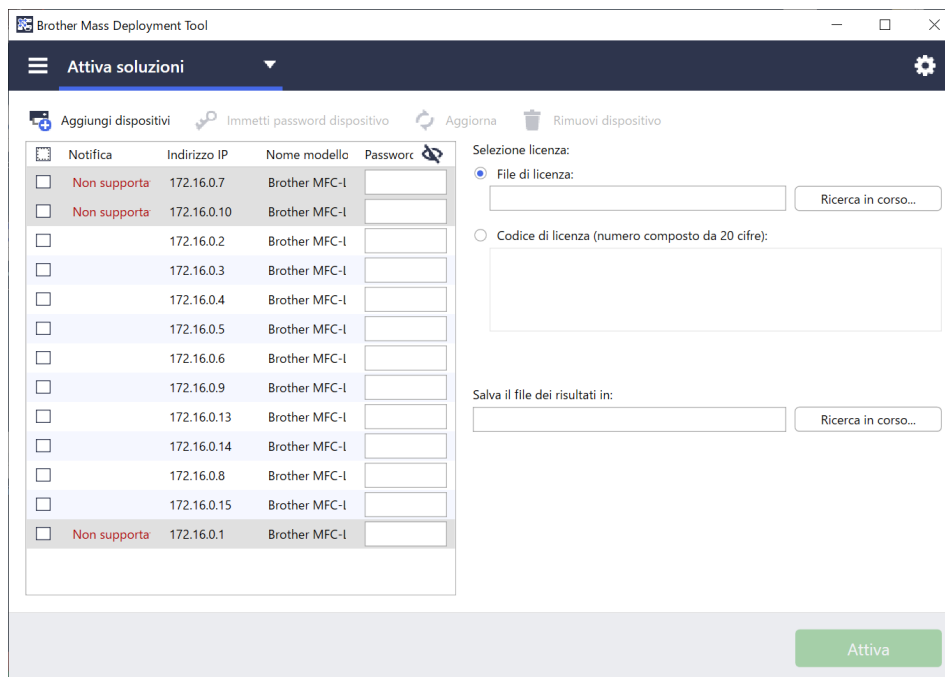 Brother Mass Deployment Tool
Attiva soluzioni
Aggiungi dispositivi Immetti password dispositivo Aggiorna Rimuovi dispositivo
Notifica Indirizzo IP Nome modello Password
Non supporta 172.16.0.7 Brother MFC-L
Non supporta 172.16.0.10 Brother MFC-L
172.16.0.2 Brother MFC-L
172.16.0.3 Brother MFC-L
172.16.0.4 Brother MFC-L
172.16.0.5 Brother MFC-L
172.16.0.6 Brother MFC-L
172.16.0.9 Brother MFC-L
172.16.0.13 Brother MFC-L
172.16.0.14 Brother MFC-L
172.16.0.8 Brother MFC-L
172.16.0.15 Brother MFC-L
Non supporta 172.16.0.1 Brother MFC-L
Selezione licenza:
File di licenza:
Ricerca in corso...
Codice di licenza (numero composto da 20 cifre):
Salva il file dei risultati in:
Ricerca in corso...
Attiva